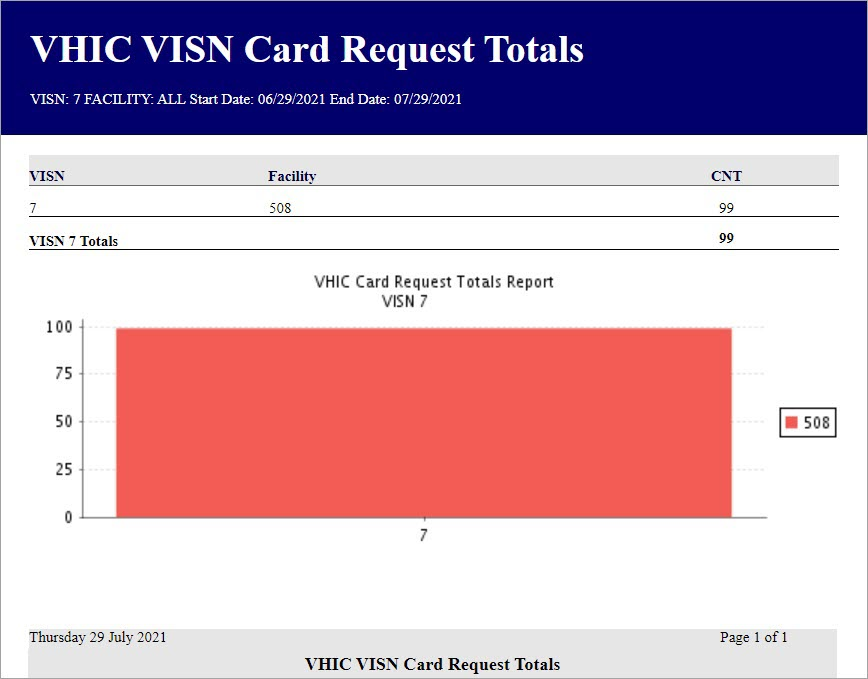 VHIC VISN Card Request Totals
VISN: 7 FACILITY: ALL Start Date: 06/29/2021 End Date: 07/29/2021
VISN Facility CNT
7 508 99
VISN 7 Totals 99
VHIC Card Request Totals Report
VISN 7
100
75
50
25
0
7
508
Thursday 29 July 2021 Page 1 of 1
VHIC VISN Card Request Totals